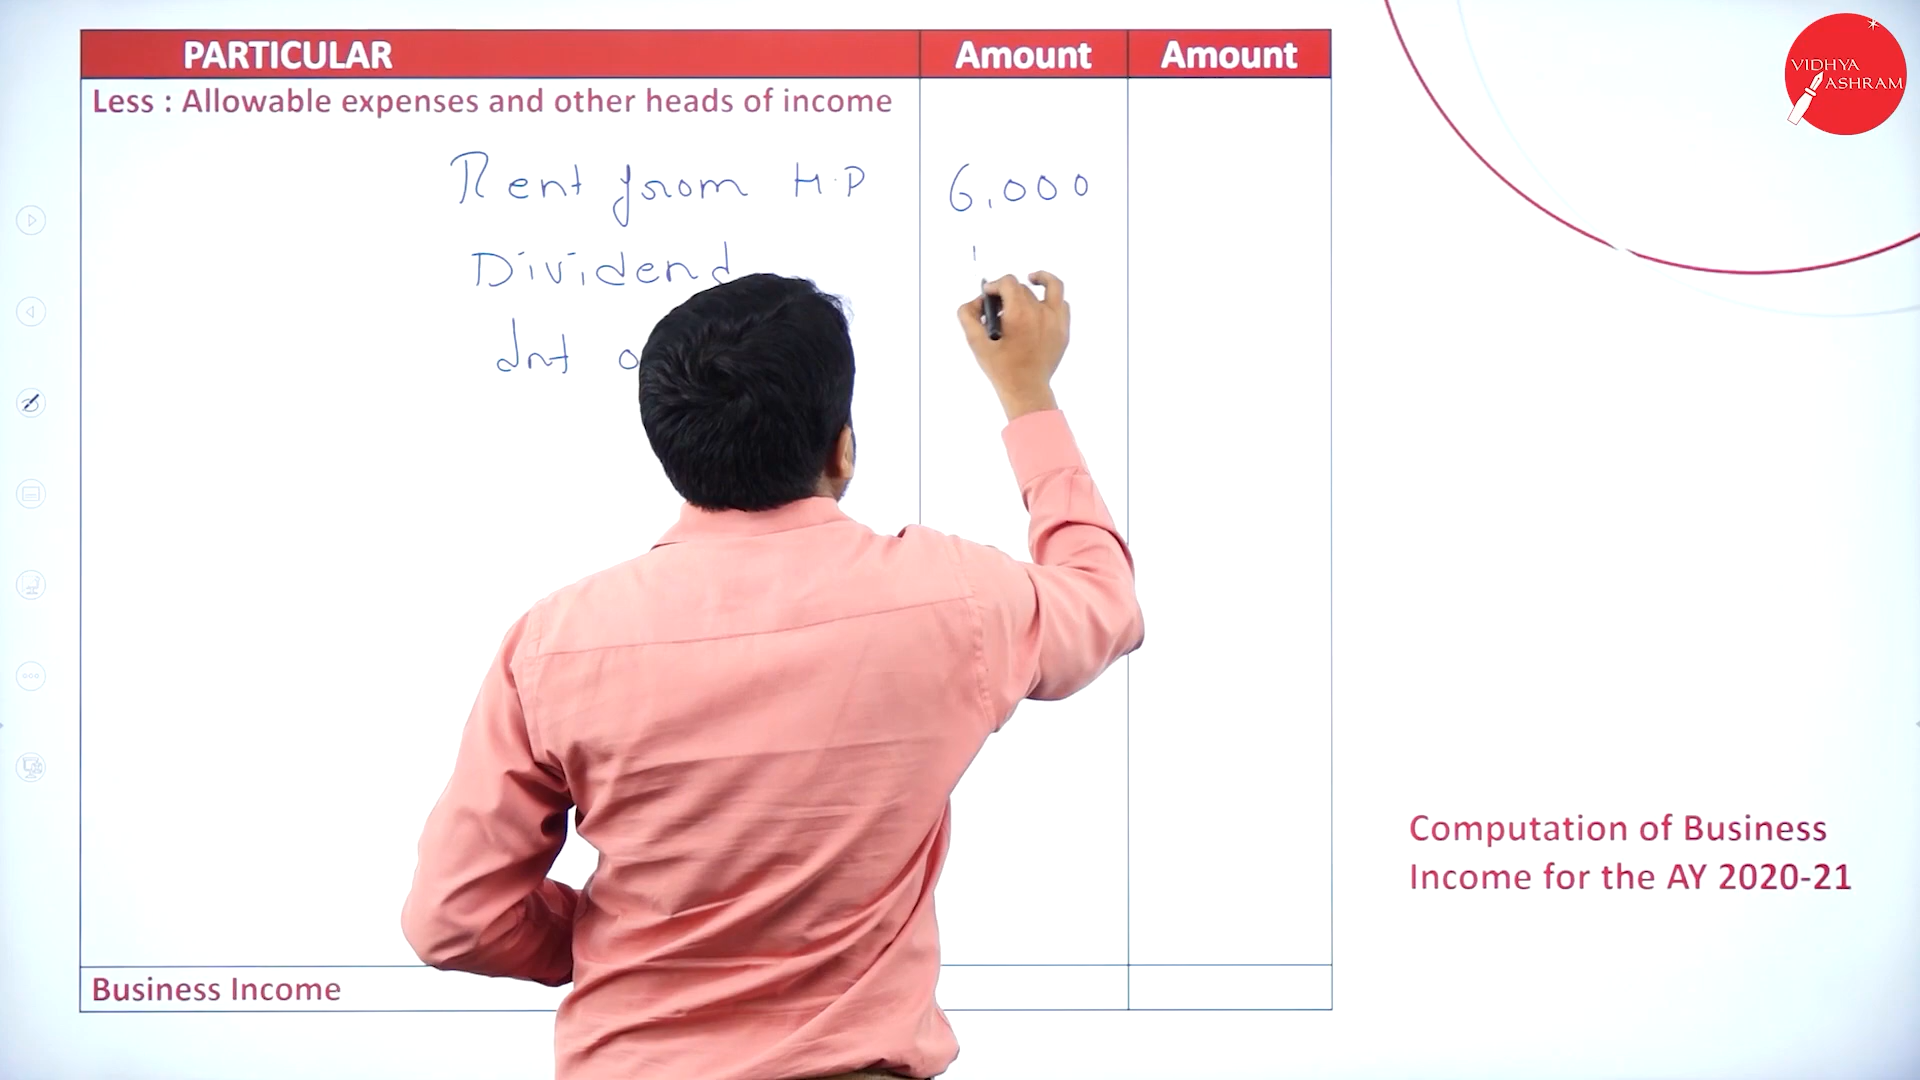 PARTICULAR Amount Amount
Less : Allowable expenses and other heads of income
Rent from H.P 6,000
Dividend
Int
Business Income
VIDHYA
ASHRAM
Computation of Business
Income for the AY 2020-21